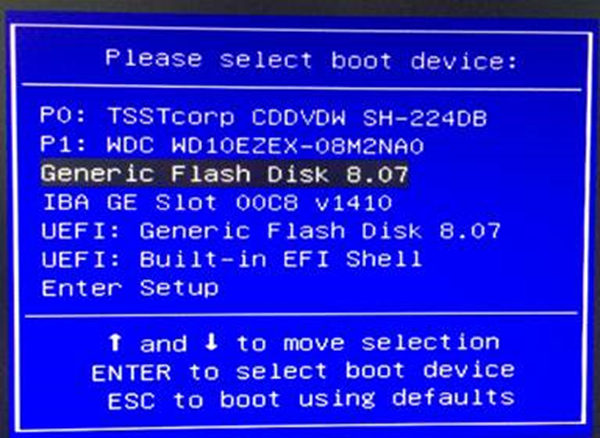 Please select boot device:
P0: TSSTcorp CDDVDW SH-224DB
P1: WDC WD10EZEX-08M2NA0
Generic Flash Disk 8.07
IBA GE Slot 00C8 v1410
UEFI: Generic Flash Disk 8.07
UEFI: Built-in EFI Shell
Enter Setup
↑ and ↓ to move selection
ENTER to select boot device
ESC to boot using defaults